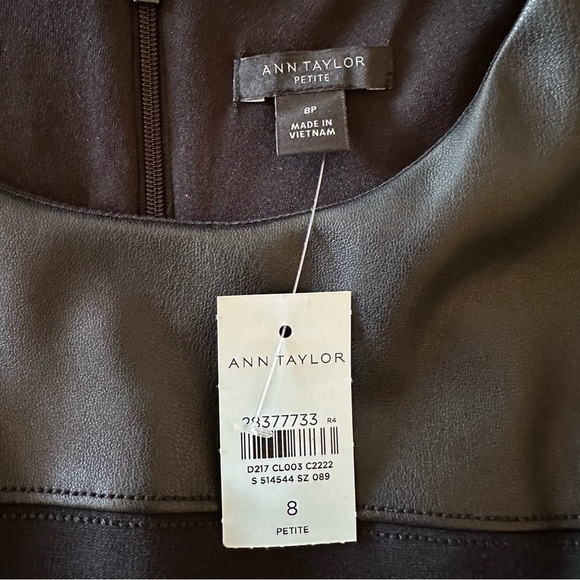 ANN TAYLOR
PETITE
8P
MADE IN
VIETNAM
ANN TAYLOR
28377733 R4
D217 CL003 C2222
S 514544 SZ 089
8
PETITE